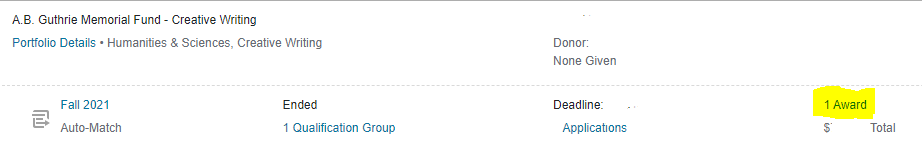 A.B. Guthrie Memorial Fund - Creative Writing
Portfolio Details • Humanities & Sciences, Creative Writing
Donor:
None Given
Fall 2021 Ended Deadline: 1 Award
Auto-Match 1 Qualification Group Applications $ Total